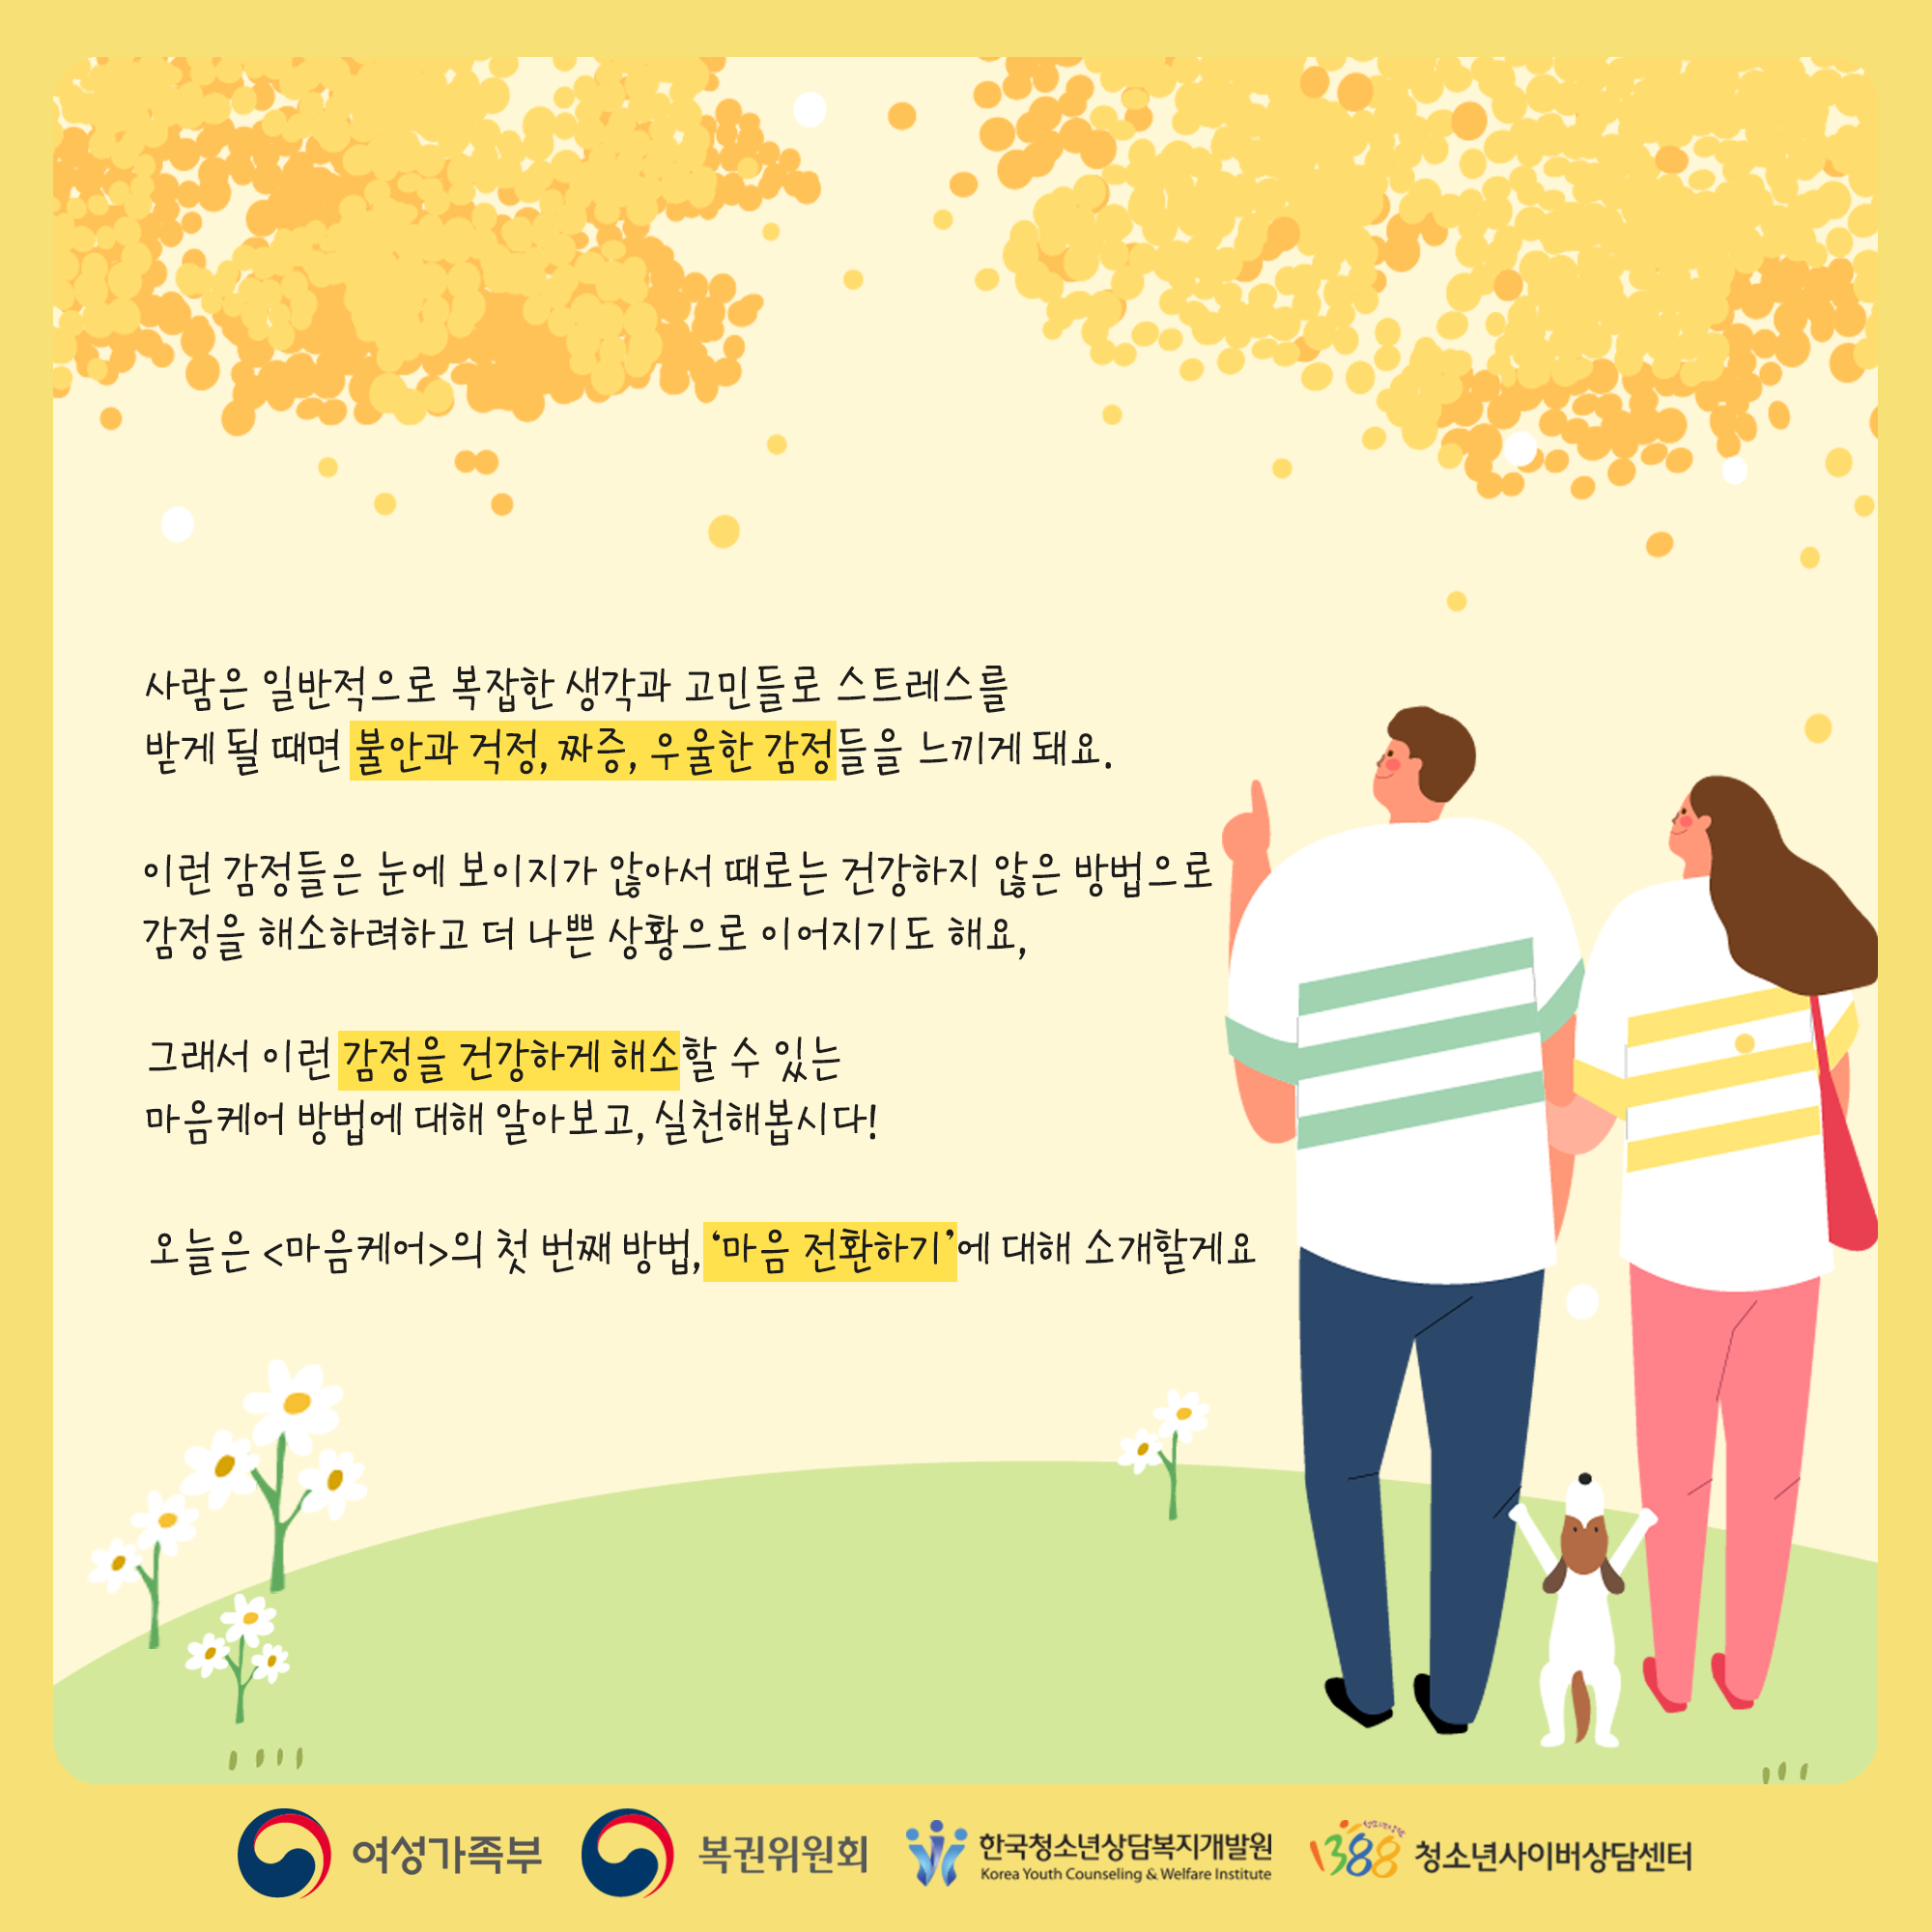 사람은 일반적으로 복잡한 생각과 고민들로 스트레스를
받게 될 때면 불안과 걱정, 짜증, 우울한 감정들을 느끼게 돼요.
이런 감정들은 눈에 보이지가 않아서 때로는 건강하지 않은 방법으로
감정을 해소하려하고 더 나쁜 상황으로 이어지기도 해요,
그래서 이런 감정을 건강하게 해소할 수 있는
마음케어 방법에 대해 알아보고, 실천해봅시다!
오늘은 <마음케어>의 첫 번째 방법, ‘마음 전환하기’에 대해 소개할게요
여성가족부
복권위원회
한국청소년상담복지개발원
Korea Youth Counseling & Welfare Institute
1388
청소년사이버상담센터